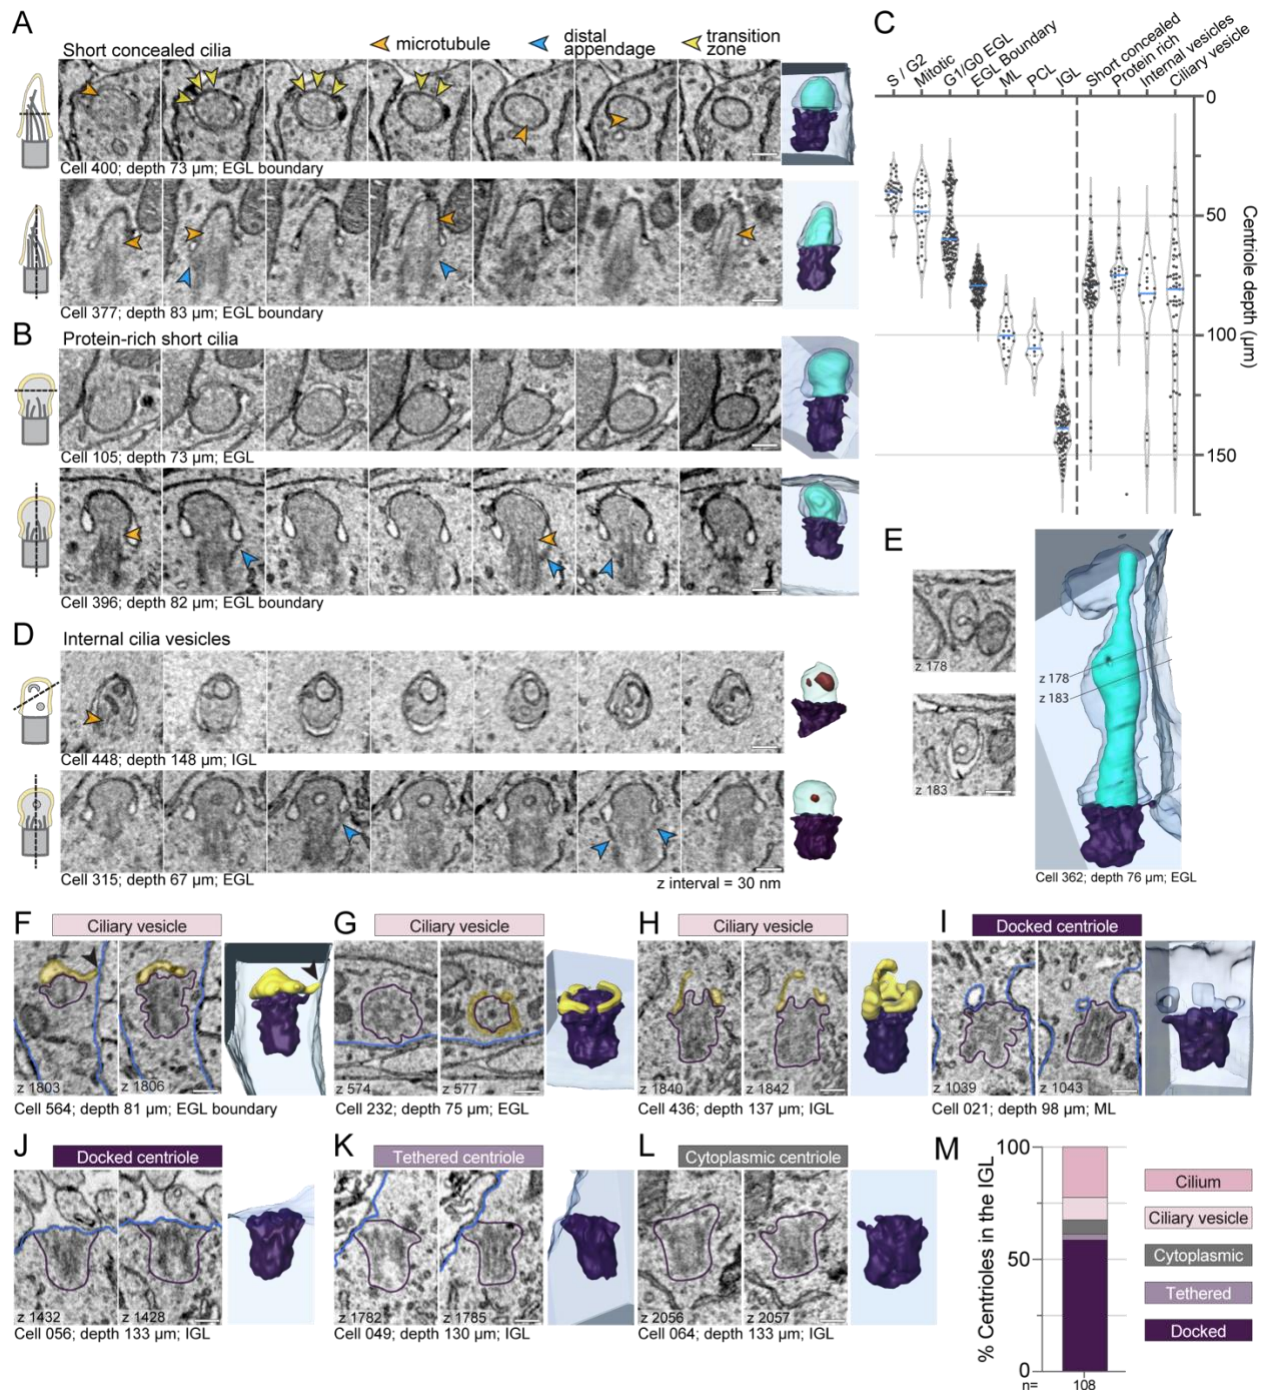 A
Short concealed cilia
microtubule
distal
appendage
transition
zone
Cell 400; depth 73 µm; EGL boundary
Cell 377; depth 83 µm; EGL boundary
B
Protein-rich short cilia
Cell 105; depth 73 µm; EGL
Cell 396; depth 82 µm; EGL boundary
C
S / G2
Mitotic
G1/G0 EGL
EGL Boundary
ML
PCL
IGL
Short concealed
Protein rich
Internal vesicles
Ciliary vesicle
0
50
100
150
Centriole depth (µm)
D
Internal cilia vesicles
Cell 448; depth 148 µm; IGL
Cell 315; depth 67 µm; EGL
z interval = 30 nm
E
z 178
z 183
z 178
z 183
Cell 362; depth 76 µm; EGL
F
Ciliary vesicle
z 1803
z 1806
Cell 564; depth 81 µm; EGL boundary
G
Ciliary vesicle
z 574
z 577
Cell 232; depth 75 µm; EGL
H
Ciliary vesicle
z 1840
z 1842
Cell 436; depth 137 µm; IGL
I
Docked centriole
z 1039
z 1043
Cell 021; depth 98 µm; ML
J
Docked centriole
z 1432
z 1428
Cell 056; depth 133 µm; IGL
K
Tethered centriole
z 1782
z 1785
Cell 049; depth 130 µm; IGL
L
Cytoplasmic centriole
z 2056
z 2057
Cell 064; depth 133 µm; IGL
M
% Centrioles in the IGL
100
50
0
n=
108
Cilium
Ciliary vesicle
Cytoplasmic
Tethered
Docked